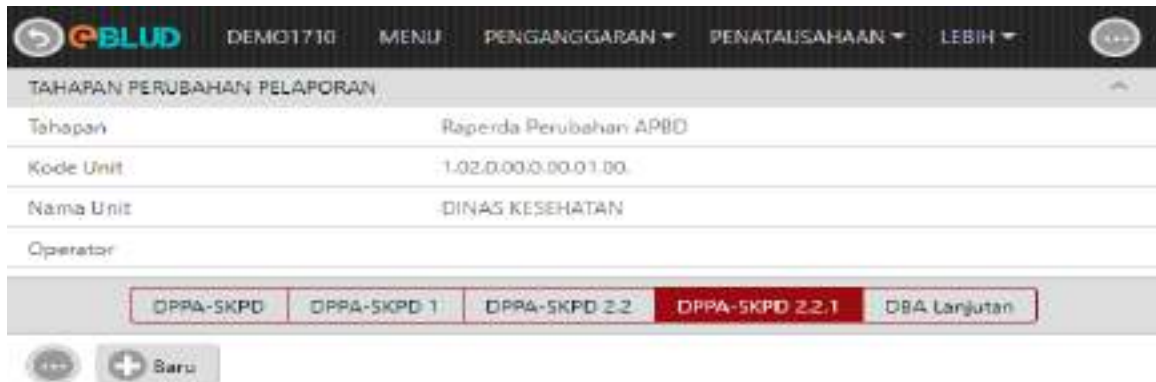 eBLUD DEMO1710 MENU PENGANGGARAN PENATAUSAHAAN LEBIH
TAHAPAN PERUBAHAN PELAPORAN
Tahapan Raperda Perubahan APBD
Kode Unit 1.02.0.00.0.00.01.00.
Nama Unit DINAS KESEHATAN
Operator
DPPA-SKPD DPPA-SKPD 1 DPPA-SKPD 2.2 DPPA-SKPD 2.2.1 DBA Lanjutan
Baru